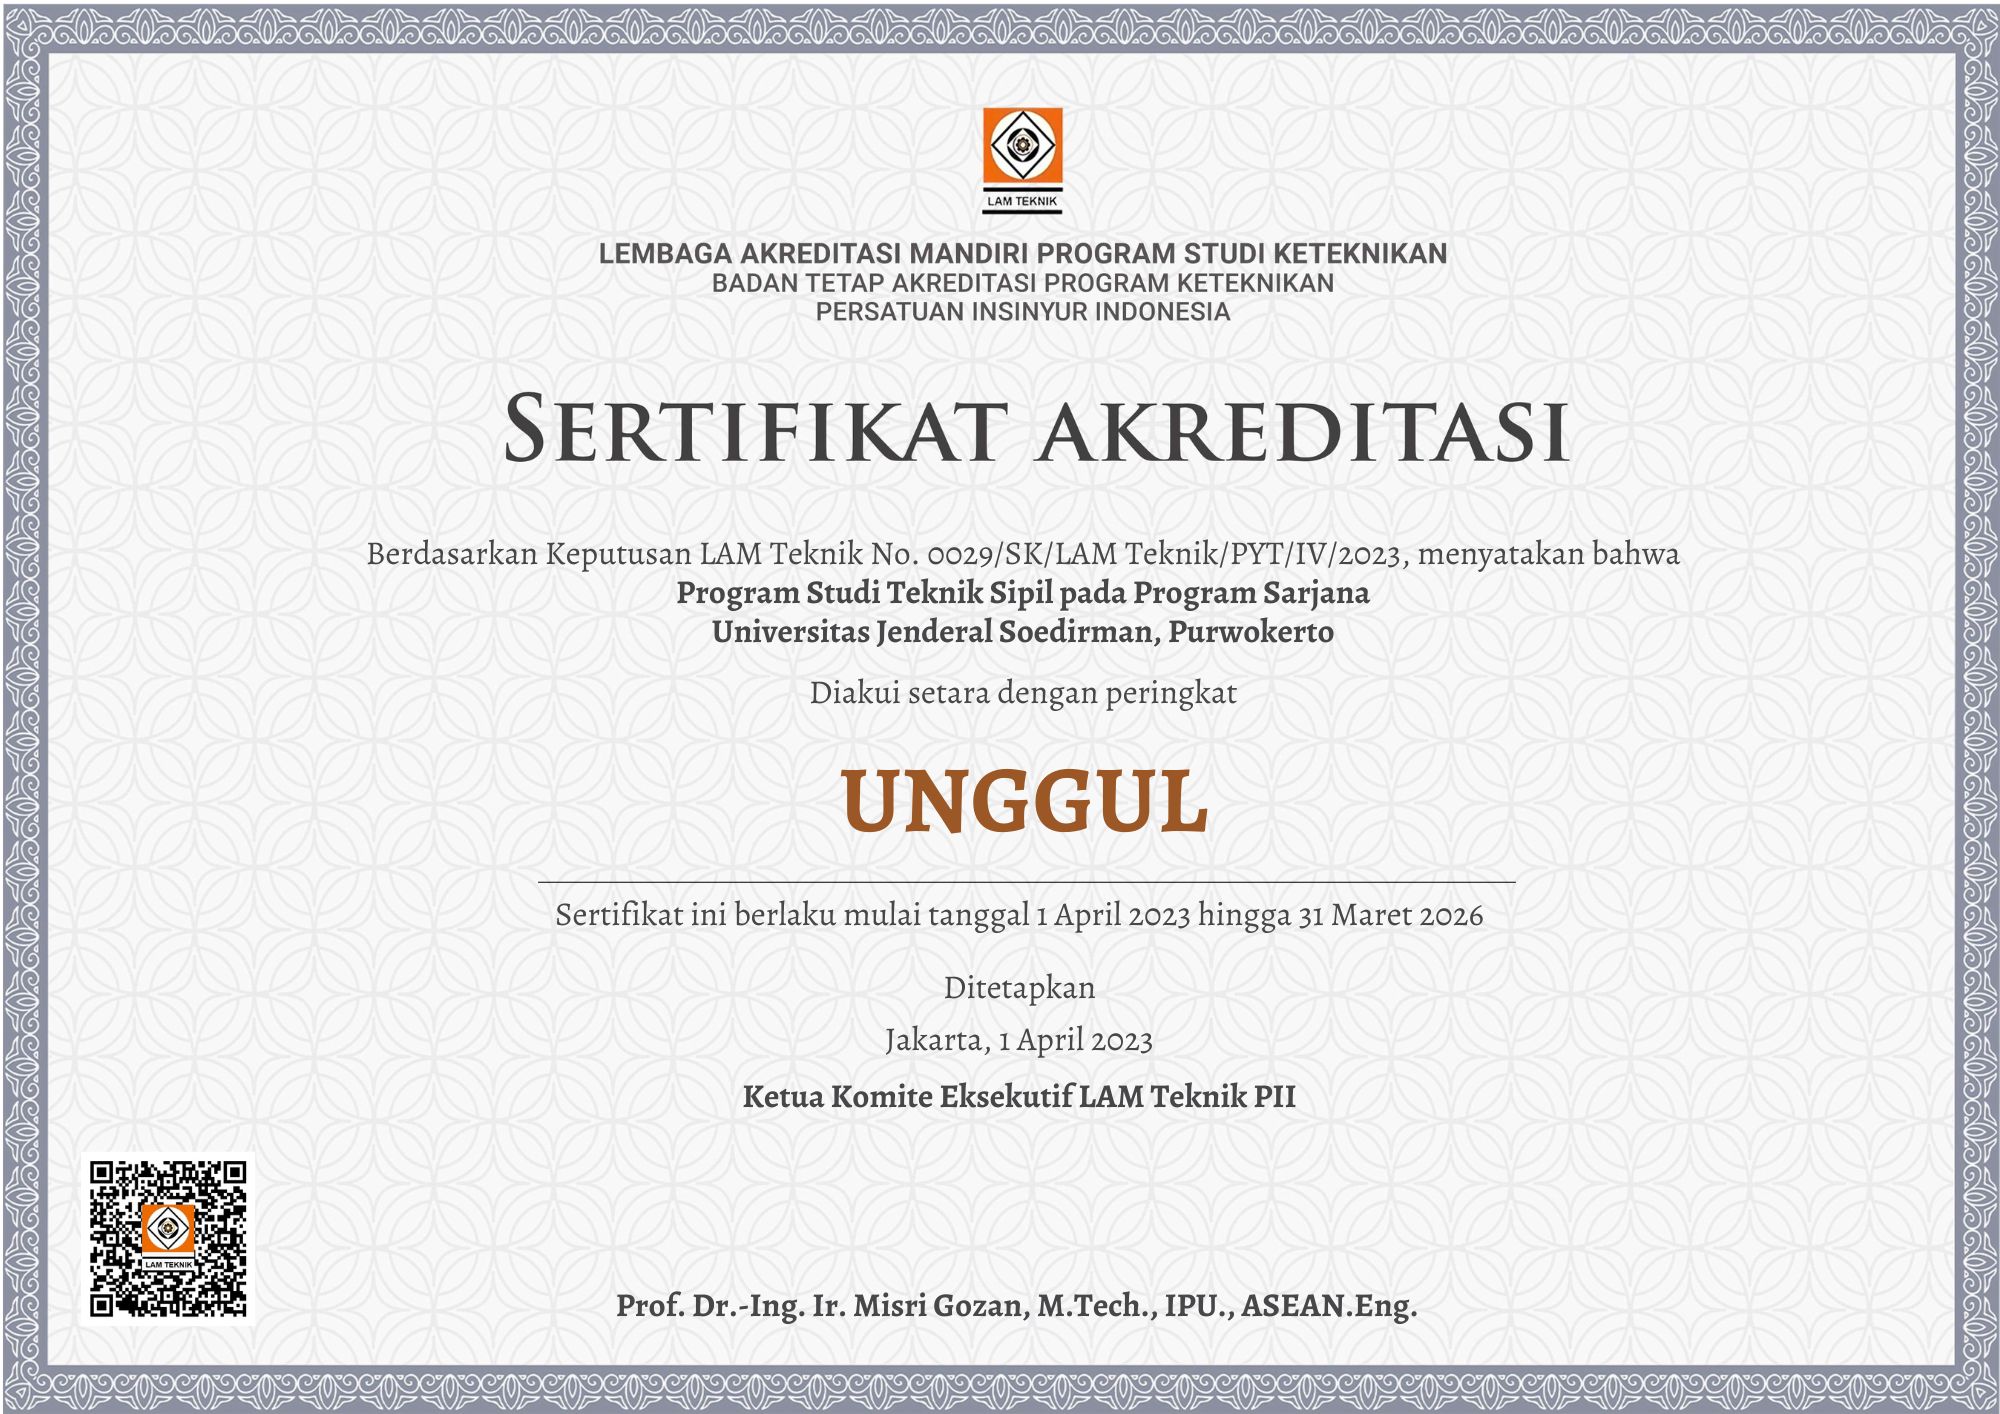 LAM TEKNIK
LEMBAGA AKREDITASI MANDIRI PROGRAM STUDI KETEKNIKAN
BADAN TETAP AKREDITASI PROGRAM KETEKNIKAN
PERSATUAN INSINYUR INDONESIA
SERTIFIKAT AKREDITASI
Berdasarkan Keputusan LAM Teknik No. 0029/SK/LAM Teknik/PYT/IV/2023, menyatakan bahwa
Program Studi Teknik Sipil pada Program Sarjana
Universitas Jenderal Soedirman, Purwokerto
Diakui setara dengan peringkat
UNGGUL
Sertifikat ini berlaku mulai tanggal 1 April 2023 hingga 31 Maret 2026
Ditetapkan
Jakarta, 1 April 2023
Ketua Komite Eksekutif LAM Teknik PII
LAM TEKNIK
Prof. Dr.-Ing. Ir. Misri Gozan, M.Tech., IPU., ASEAN.Eng.